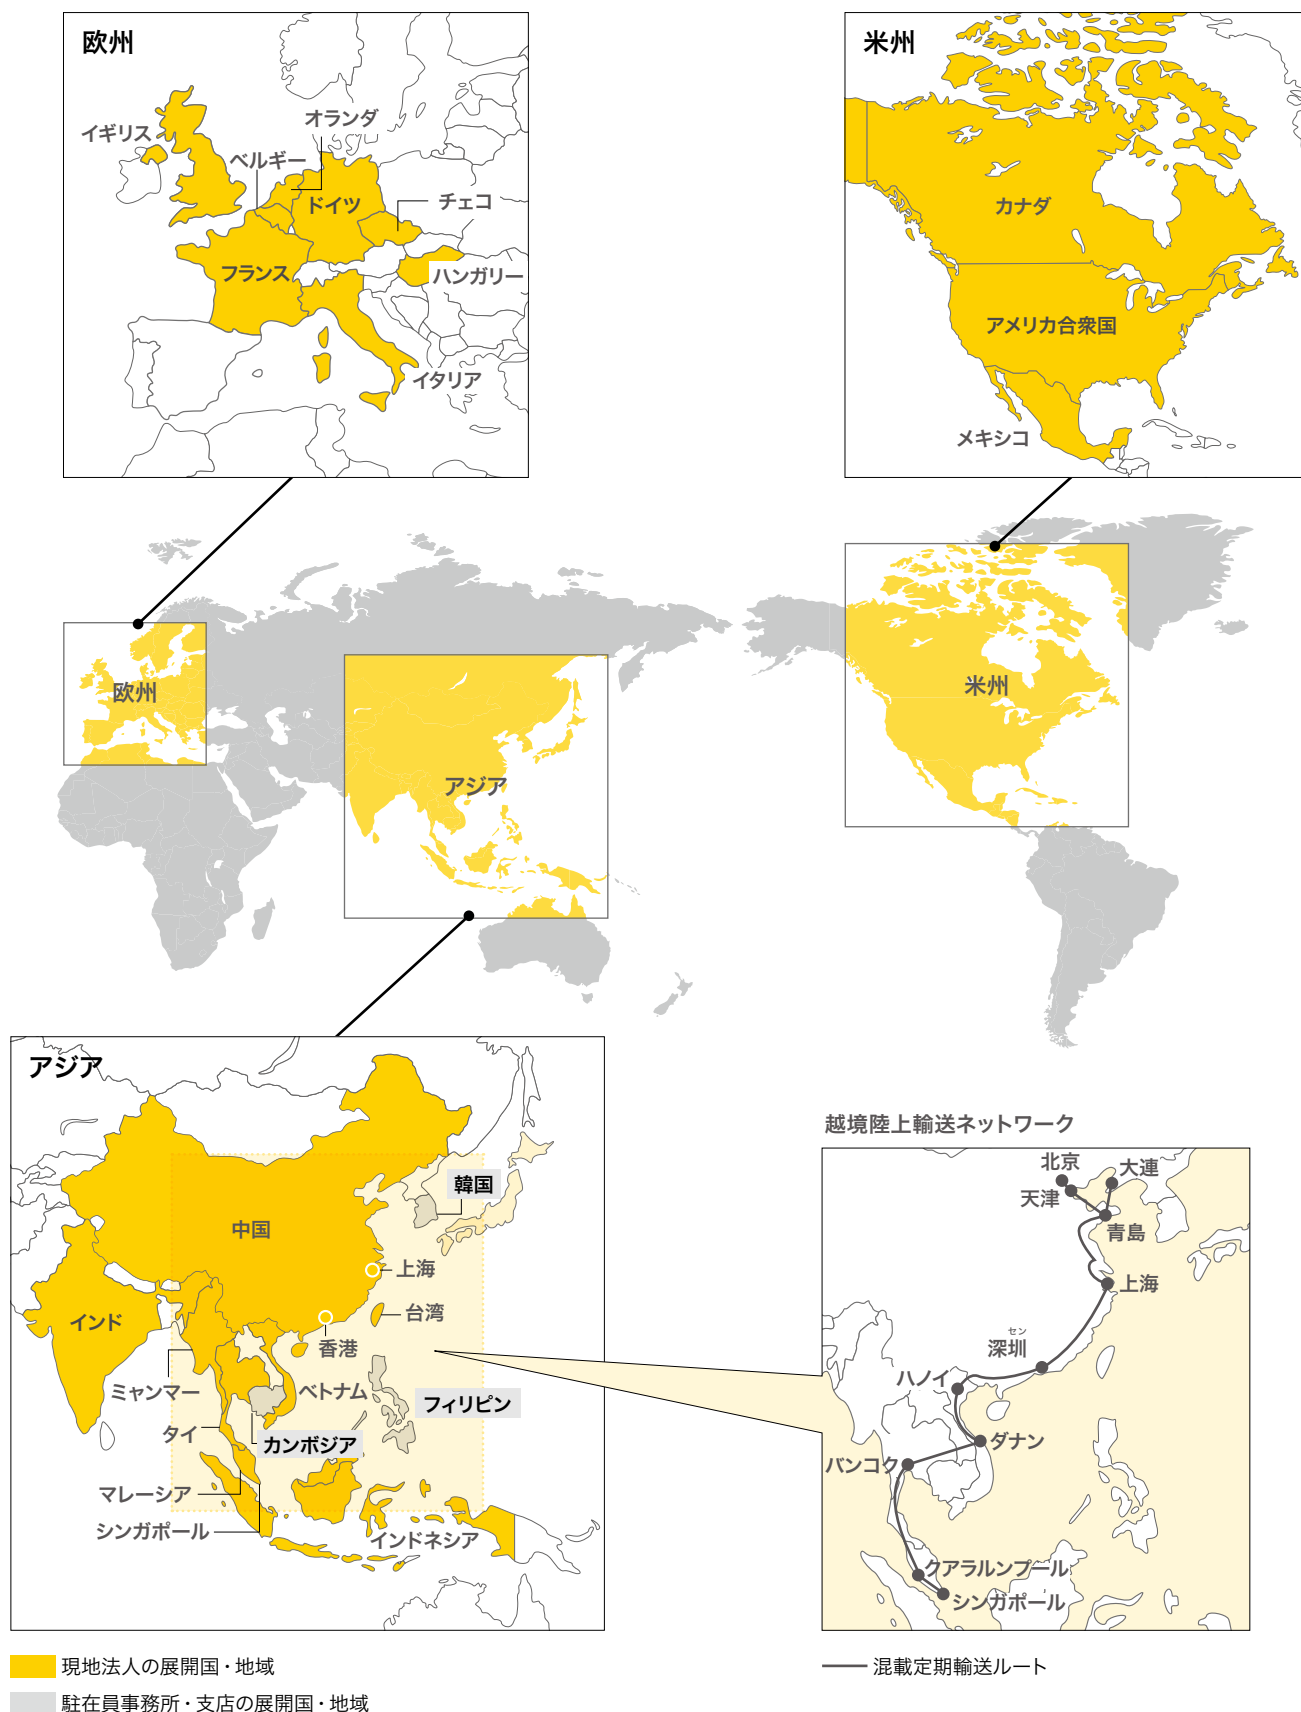 欧州
イギリス
オランダ
ベルギー
ドイツ
チェコ
フランス
ハンガリー
イタリア
米州
カナダ
アメリカ合衆国
メキシコ
欧州
アジア
米州
アジア
韓国
中国
上海
インド
台湾
香港
ミャンマー
ベトナム
フィリピン
タイ
カンボジア
マレーシア
シンガポール
インドネシア
越境陸上輸送ネットワーク
北京
大連
天津
青島
上海
セン
深圳
ハノイ
ダナン
バンコク
クアラルンプール
シンガポール
現地法人の展開国・地域
駐在員事務所・支店の展開国・地域
混載定期輸送ルート